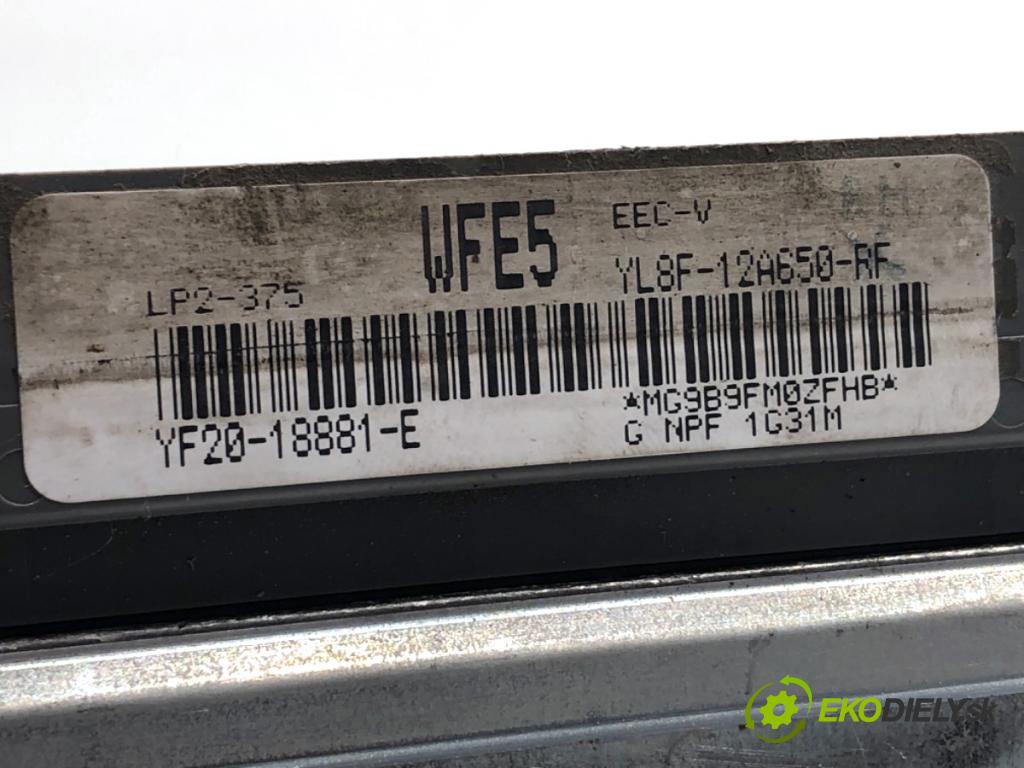 WFE5
EEC-V
LP2-375
YL8F-12A650-RF
*MG9B9FM0ZFHB*
YF20-18881-E
G NPF 1G31M
EKODIELY.sk